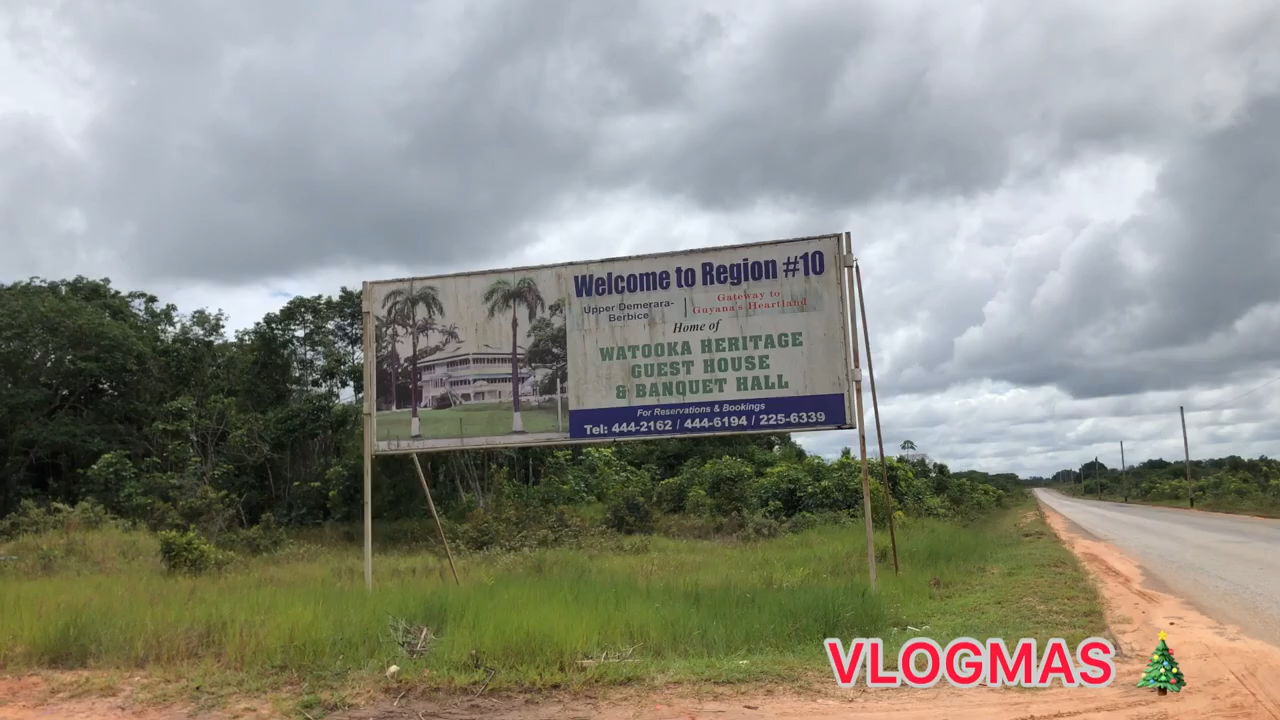 Welcome to Region #10
Upper Demerara-
Berbice
Gateway to
Guyana's Heartland
Home of
WATOOKA HERITAGE
GUEST HOUSE
& BANQUET HALL
For Reservations & Bookings
Tel: 444-2162 / 444-6194 / 225-6339
VLOGMAS